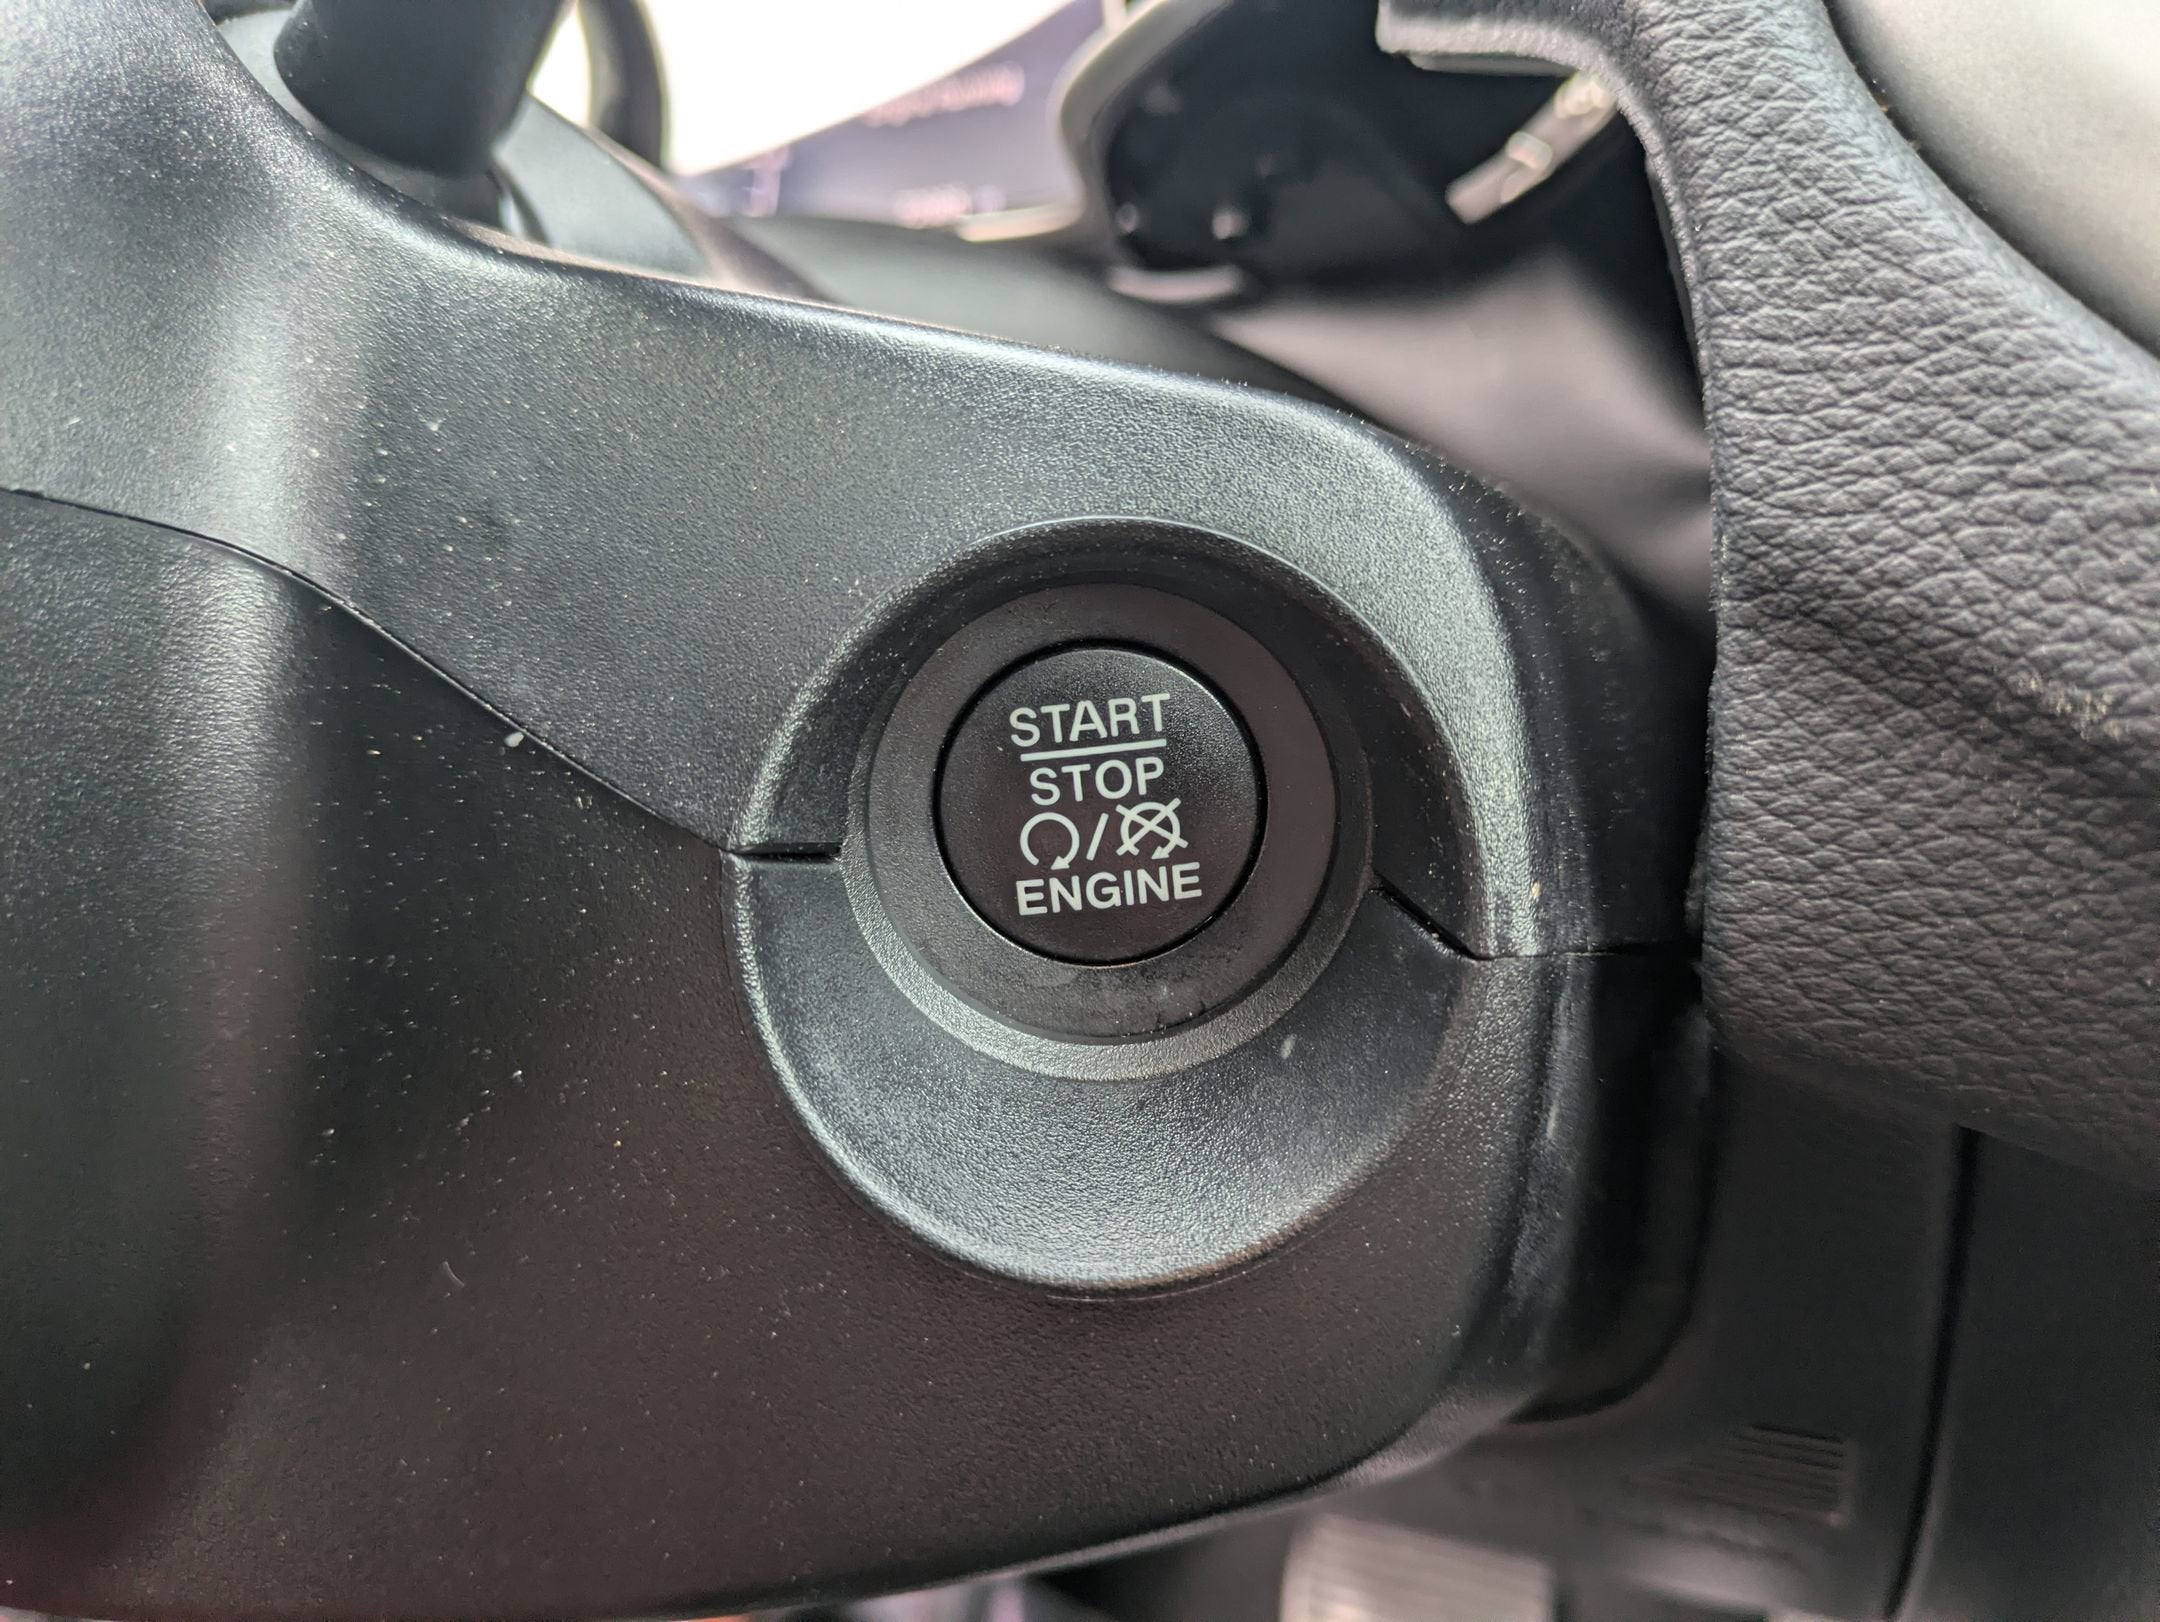 START
STOP
/
ENGINE